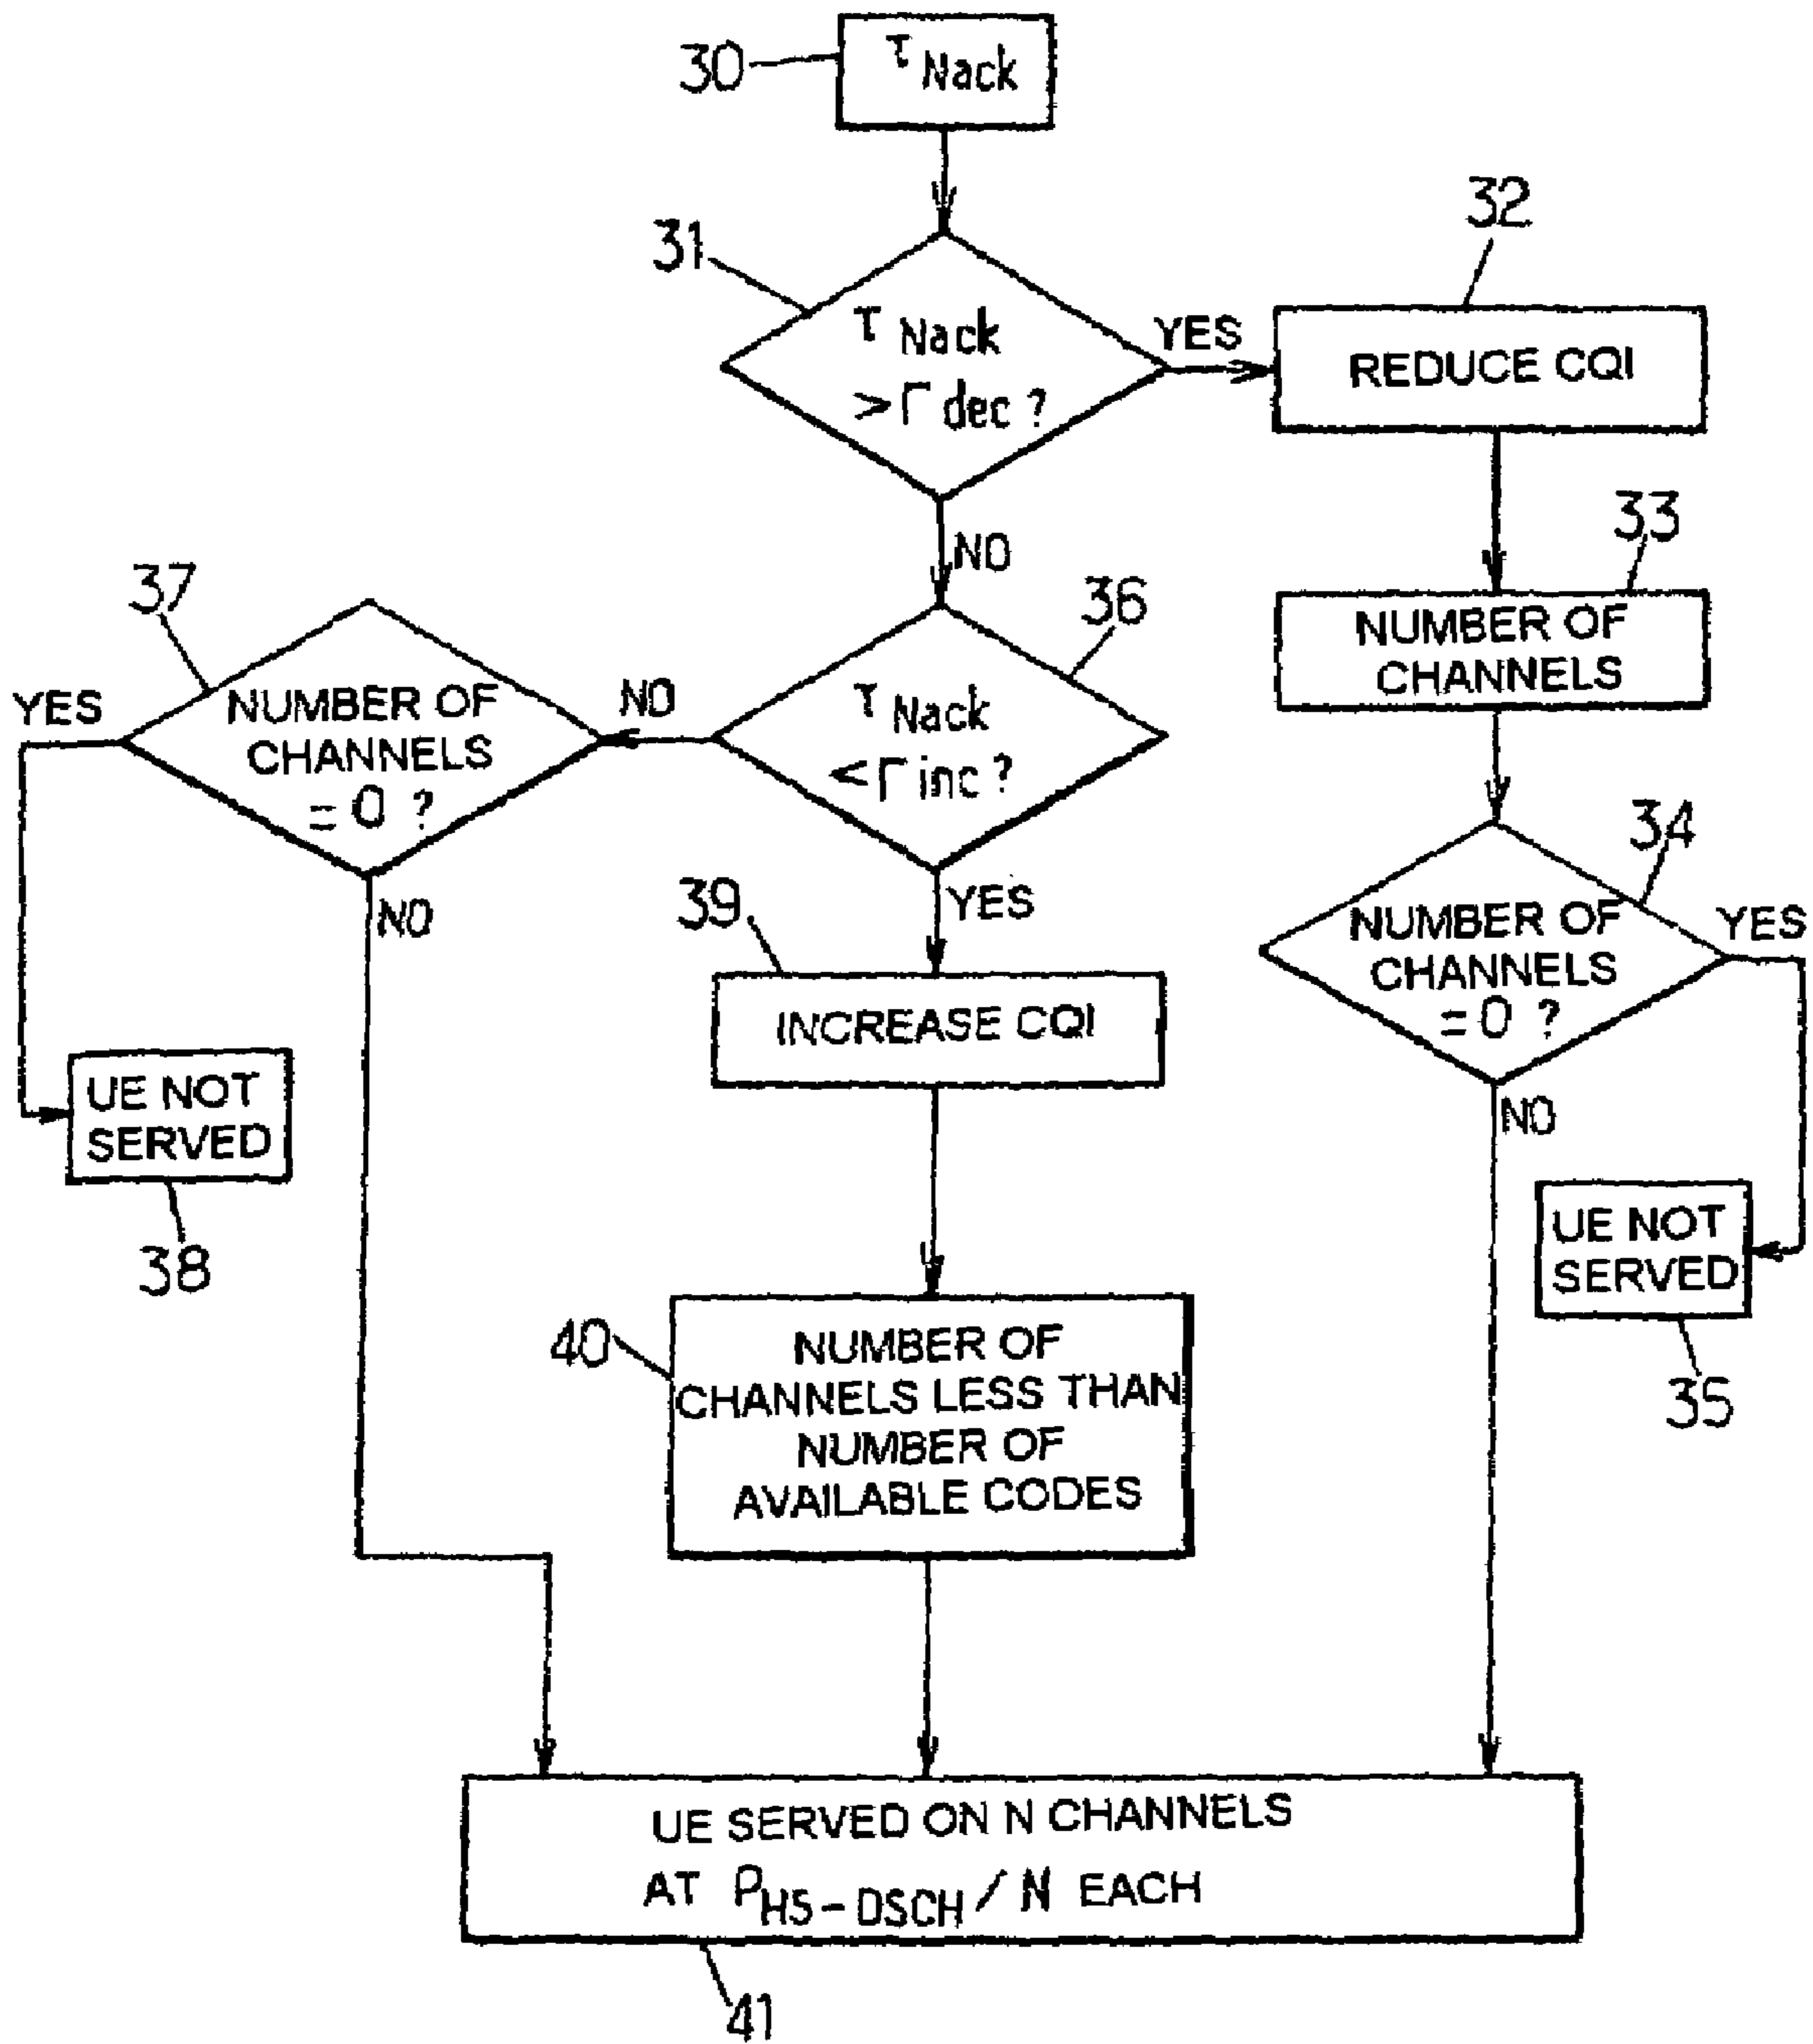 30
τ Nack
31
τ Nack
> Γ dec ?
YES
32
REDUCE CQI
NO
33
NUMBER OF
CHANNELS
37
YES
NUMBER OF
CHANNELS
= 0 ?
NO
36
τ Nack
< Γ inc ?
34
NUMBER OF
CHANNELS
= 0 ?
YES
NO
YES
39
INCREASE CQI
NO
UE NOT
SERVED
38
UE NOT
SERVED
35
40
NUMBER OF
CHANNELS LESS THAN
NUMBER OF
AVAILABLE CODES
UE SERVED ON N CHANNELS
AT P HS-DSCH / N EACH
41